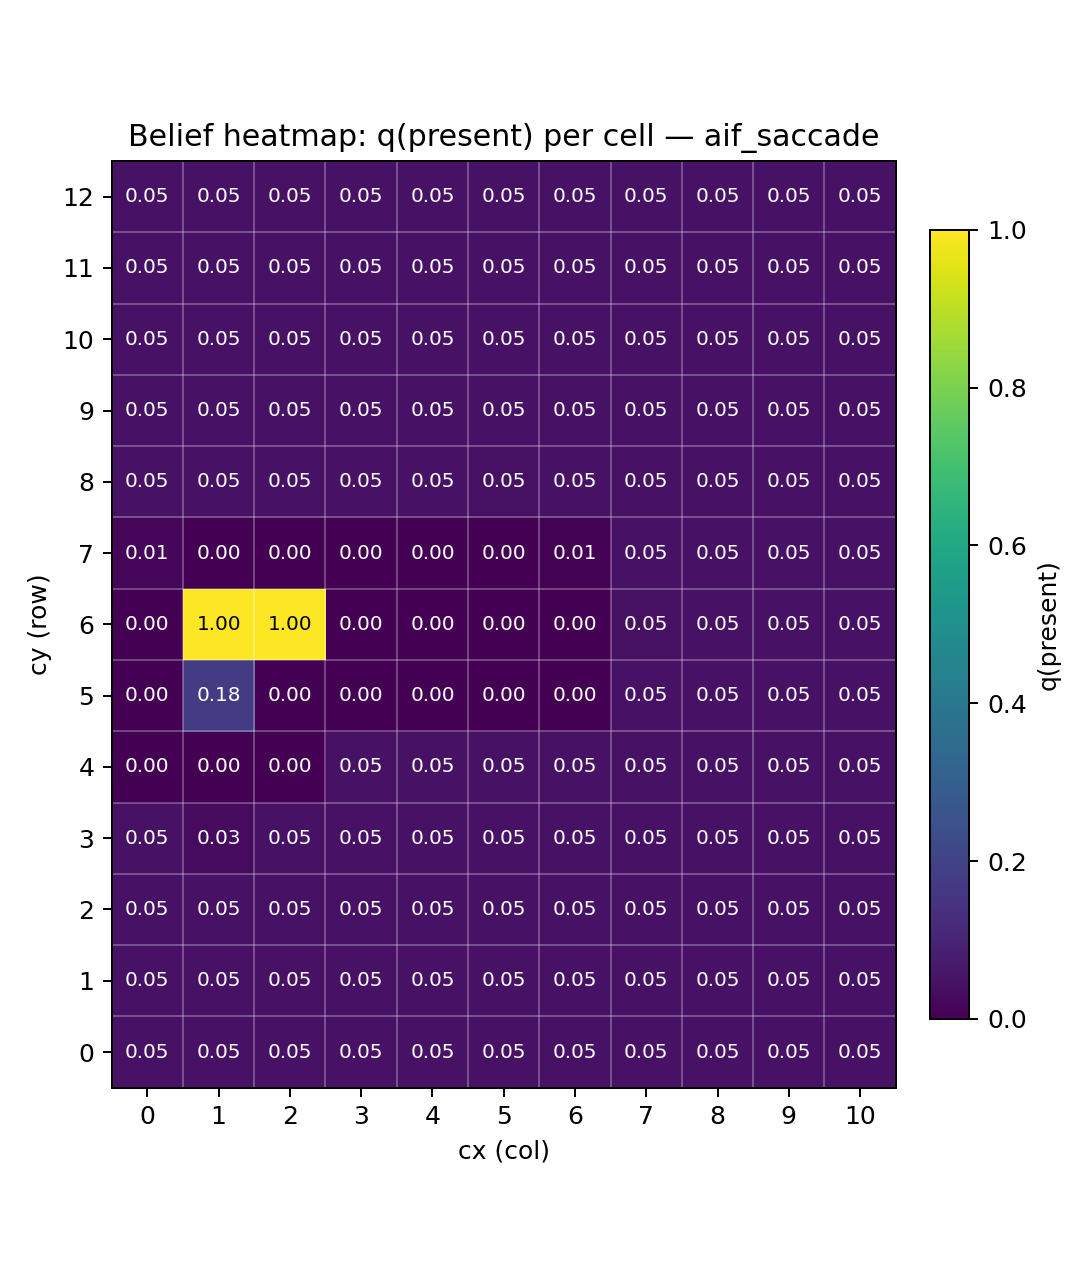 Belief heatmap: q(present) per cell — aif_saccade
12 0.05 0.05 0.05 0.05 0.05 0.05 0.05 0.05 0.05 0.05 0.05
11 0.05 0.05 0.05 0.05 0.05 0.05 0.05 0.05 0.05 0.05 0.05
10 0.05 0.05 0.05 0.05 0.05 0.05 0.05 0.05 0.05 0.05 0.05
9 0.05 0.05 0.05 0.05 0.05 0.05 0.05 0.05 0.05 0.05 0.05
8 0.05 0.05 0.05 0.05 0.05 0.05 0.05 0.05 0.05 0.05 0.05
7 0.01 0.00 0.00 0.00 0.00 0.00 0.01 0.05 0.05 0.05 0.05
6 0.00 1.00 1.00 0.00 0.00 0.00 0.00 0.05 0.05 0.05 0.05
5 0.00 0.18 0.00 0.00 0.00 0.00 0.00 0.05 0.05 0.05 0.05
4 0.00 0.00 0.00 0.05 0.05 0.05 0.05 0.05 0.05 0.05 0.05
3 0.05 0.03 0.05 0.05 0.05 0.05 0.05 0.05 0.05 0.05 0.05
2 0.05 0.05 0.05 0.05 0.05 0.05 0.05 0.05 0.05 0.05 0.05
1 0.05 0.05 0.05 0.05 0.05 0.05 0.05 0.05 0.05 0.05 0.05
0 0.05 0.05 0.05 0.05 0.05 0.05 0.05 0.05 0.05 0.05 0.05
0 1 2 3 4 5 6 7 8 9 10
cx (col)
cy (row)
1.0
0.8
0.6
0.4
0.2
0.0
q(present)